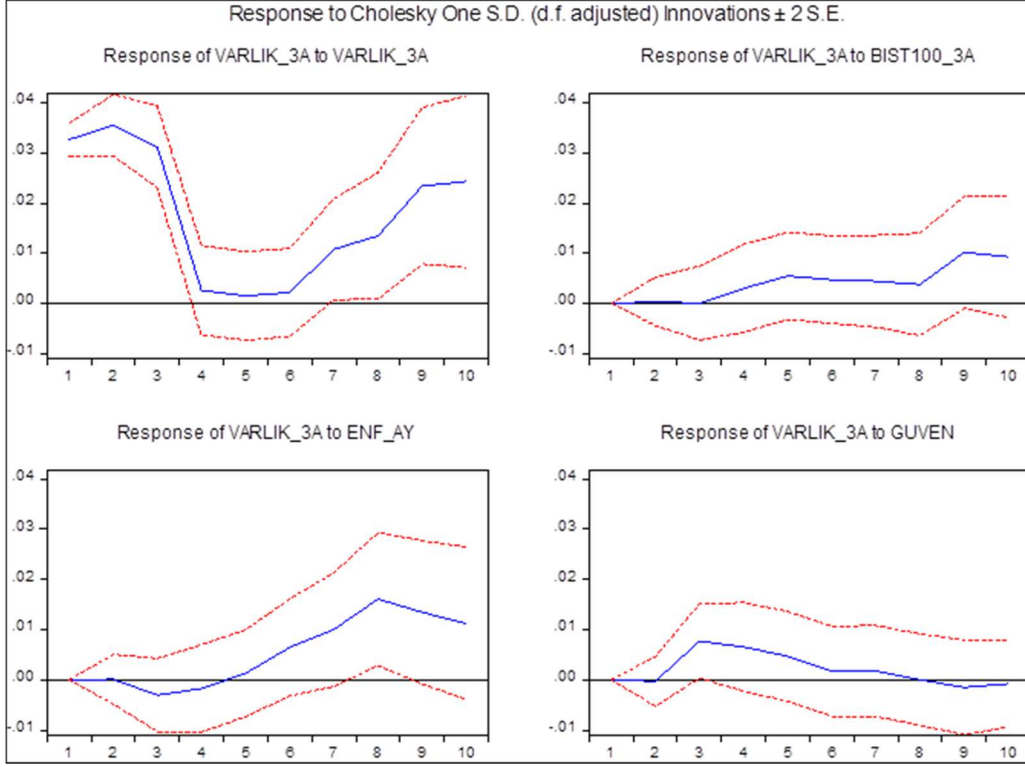 Response to Cholesky One S.D. (d.f. adjusted) Innovations ± 2 S.E.
Response of VARLIK_3A to VARLIK_3A
.04
.03
.02
.01
.00
-.01
1 2 3 4 5 6 7 8 9 10
Response of VARLIK_3A to BIST100_3A
.04
.03
.02
.01
.00
-.01
1 2 3 4 5 6 7 8 9 10
Response of VARLIK_3A to ENF_AY
.04
.03
.02
.01
.00
-.01
1 2 3 4 5 6 7 8 9 10
Response of VARLIK_3A to GUVEN
.04
.03
.02
.01
.00
-.01
1 2 3 4 5 6 7 8 9 10